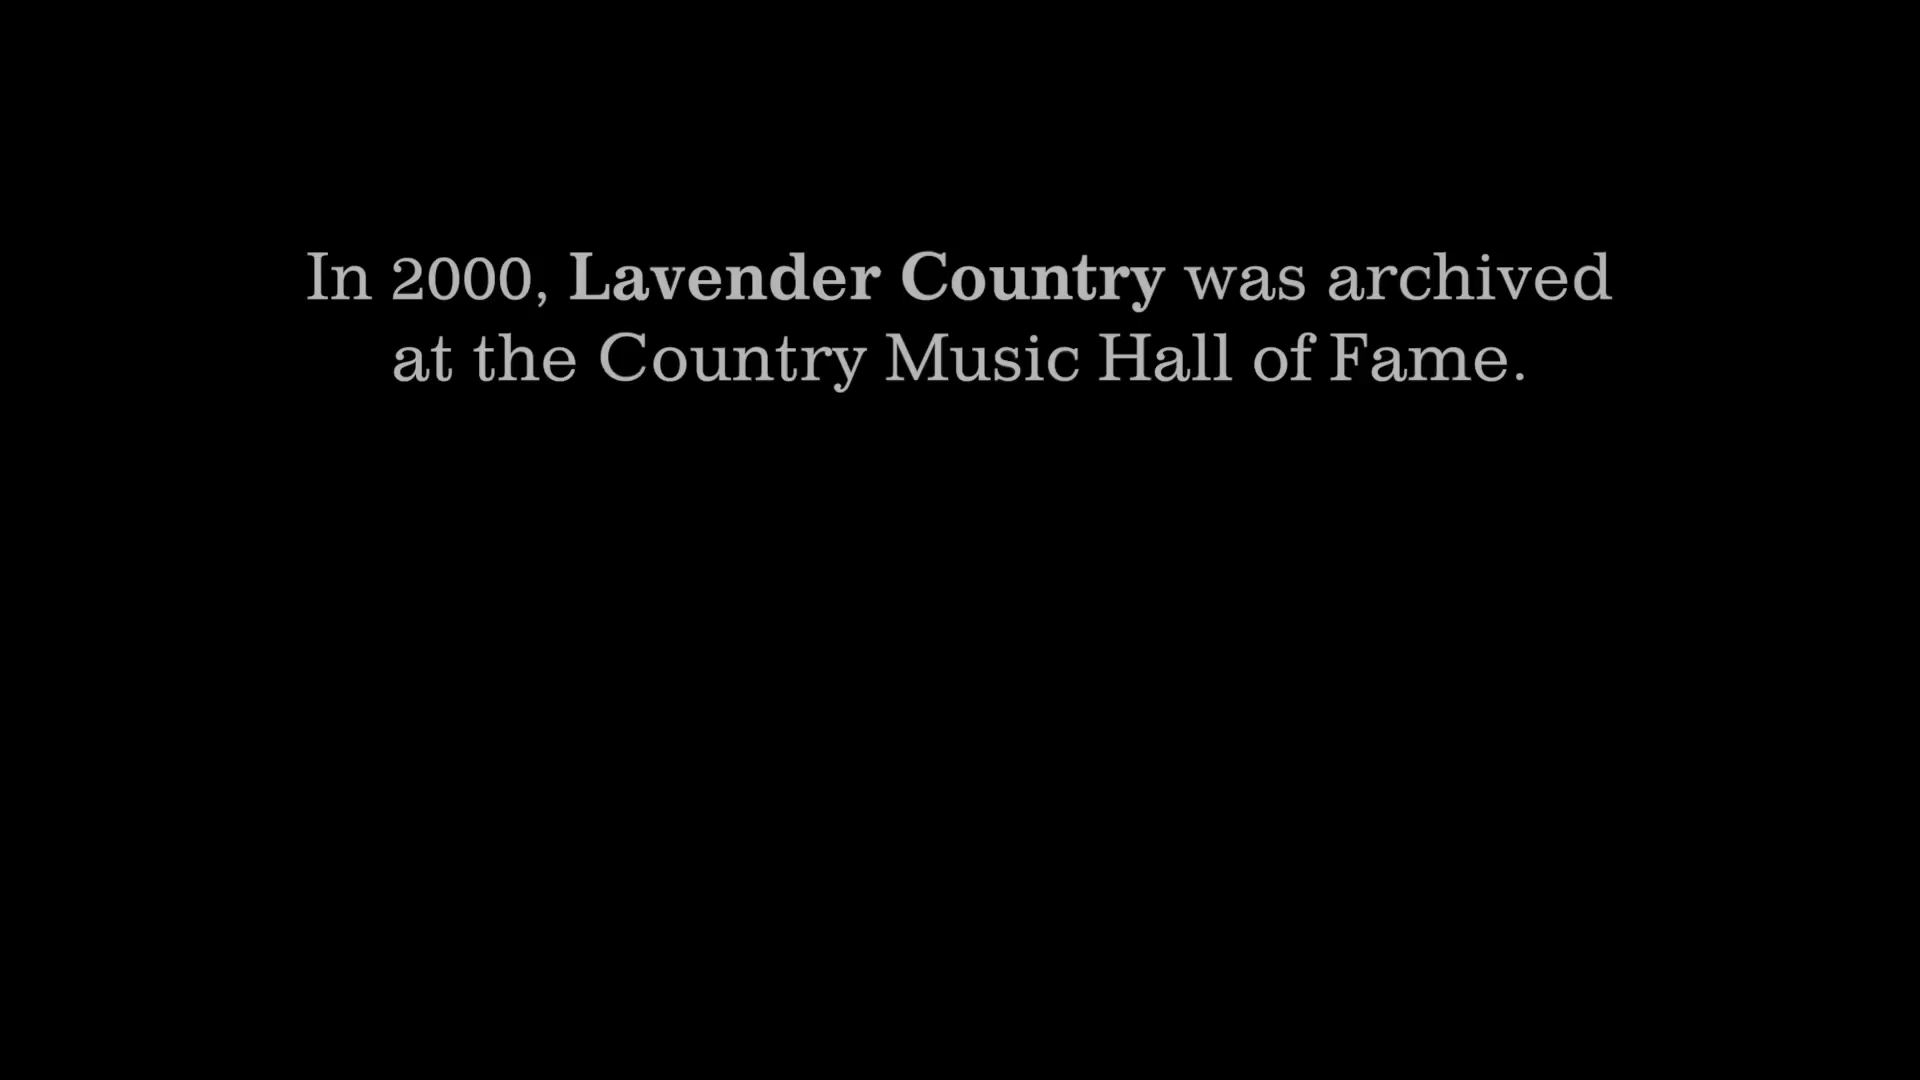 In 2000, Lavender Country was archived
at the Country Music Hall of Fame.